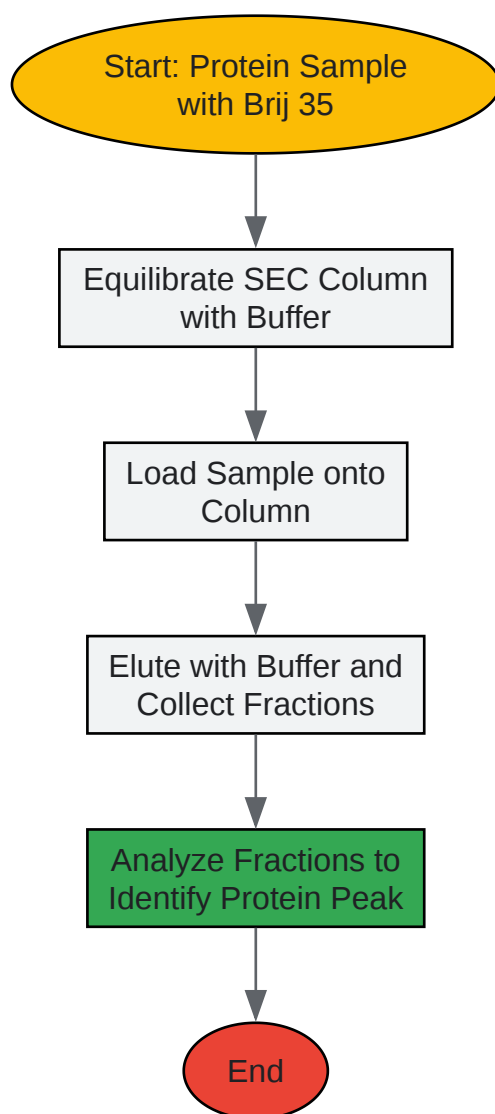 Start: Protein Sample
with Brij 35
Equilibrate SEC Column
with Buffer
Load Sample onto
Column
Elute with Buffer and
Collect Fractions
Analyze Fractions to
Identify Protein Peak
End